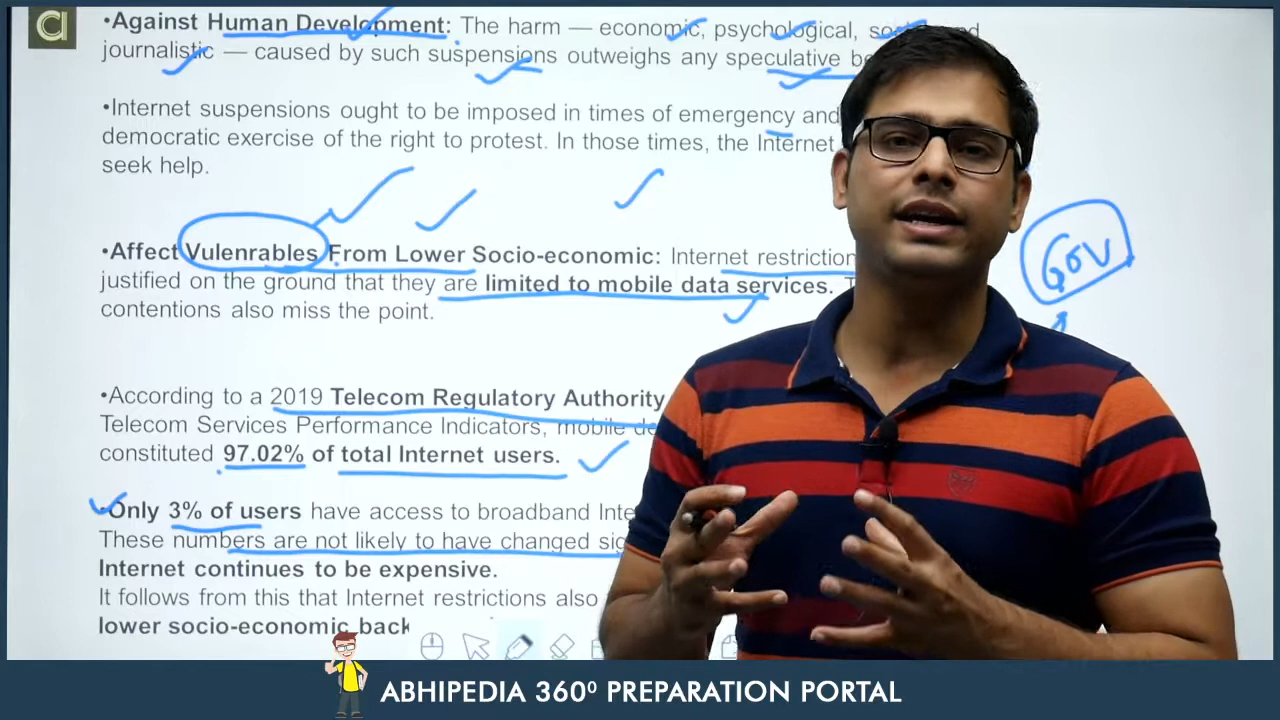 •Against Human Development: The harm — economic, psychological,
journalistic — caused by such suspensions outweighs any speculative
•Internet suspensions ought to be imposed in times of emergency and
democratic exercise of the right to protest. In those times, the Internet
seek help.
•Affect Vulenrables From Lower Socio-economic: Internet restriction
justified on the ground that they are limited to mobile data services.
contentions also miss the point.
Gov
•According to a 2019 Telecom Regulatory Authority
Telecom Services Performance Indicators, mobile
constituted 97.02% of total Internet users.
•Only 3% of users have access to broadband
These numbers are not likely to have changed
Internet continues to be expensive.
It follows from this that Internet restrictions also
lower socio-economic
ABHIPEDIA 360⁰ PREPARATION PORTAL